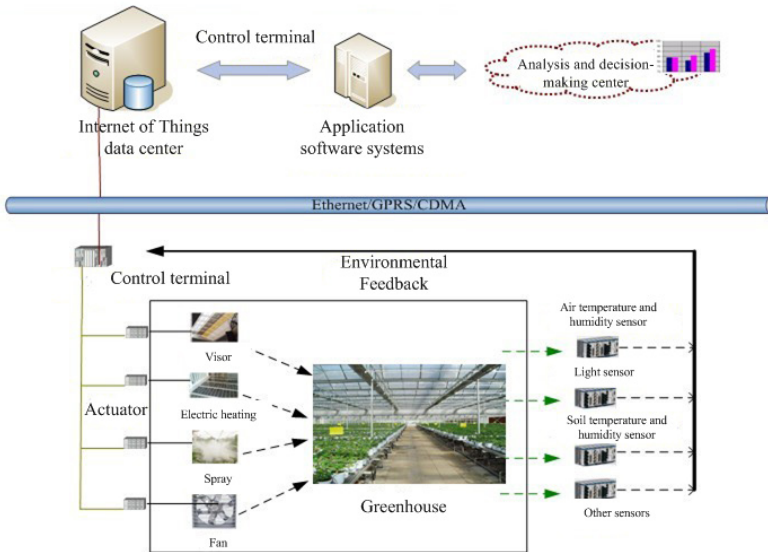 Control terminal
Analysis and decision-
making center
Internet of Things
data center
Application
software systems
Ethernet/GPRS/CDMA
Control terminal
Environmental
Feedback
Actuator
Visor
Electric heating
Spray
Fan
Greenhouse
Air temperature and
humidity sensor
Light sensor
Soil temperature and
humidity sensor
Other sensors